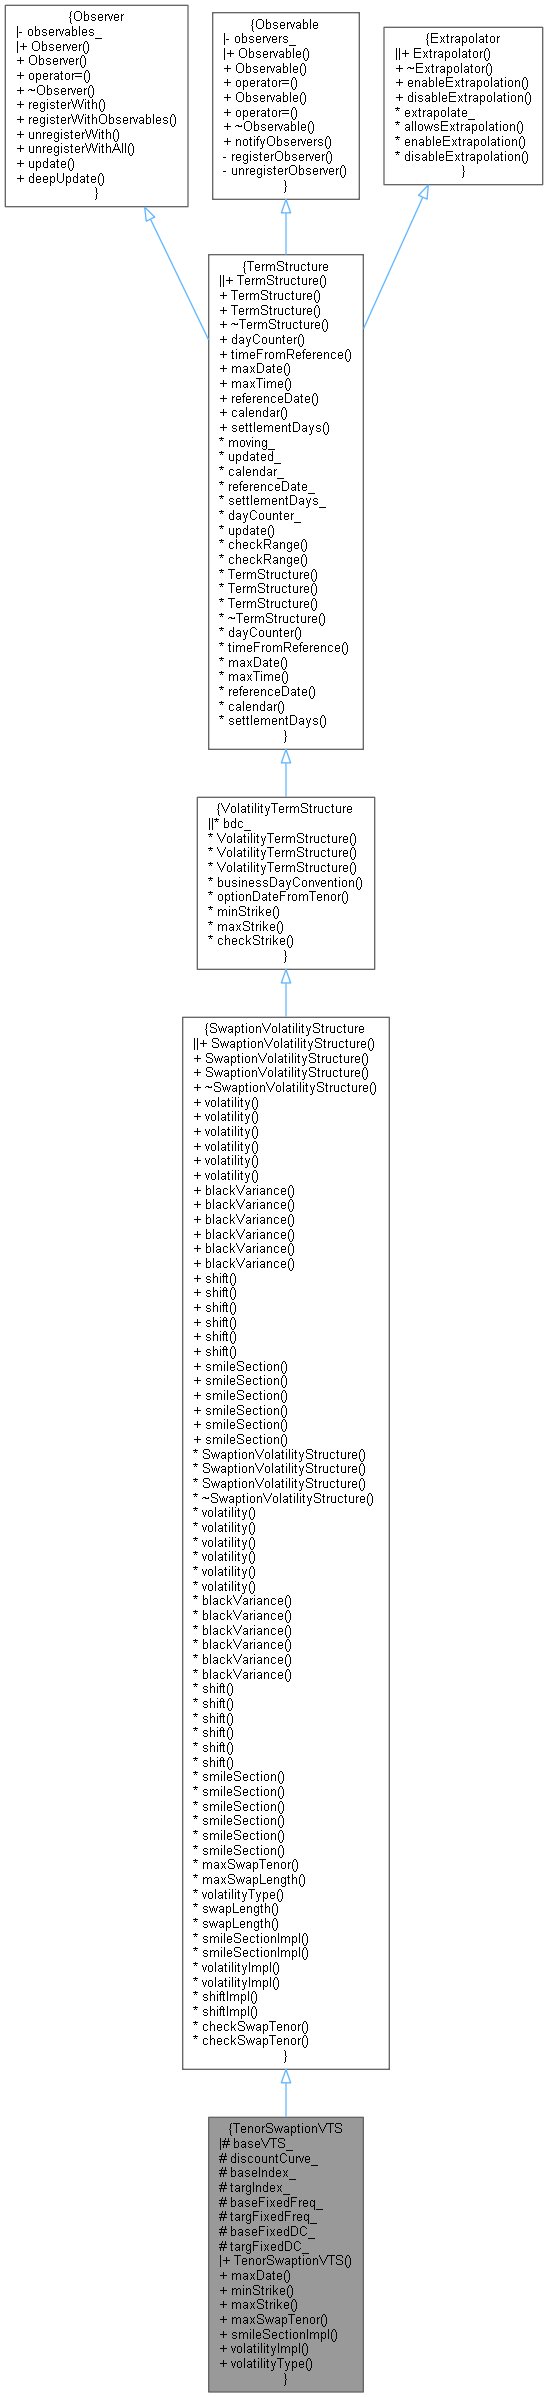 {Observer
|- observables_
|+ Observer()
+ Observer()
+ operator=()
+ ~Observer()
+ registerWith()
+ registerWithObservables()
+ unregisterWith()
+ unregisterWithAll()
+ update()
+ deepUpdate()
}
{Observable
|- observers_
|+ Observable()
+ Observable()
+ operator=()
+ Observable()
+ operator=()
+ ~Observable()
+ notifyObservers()
- registerObserver()
- unregisterObserver()
}
{Extrapolator
||+ Extrapolator()
+ ~Extrapolator()
+ enableExtrapolation()
+ disableExtrapolation()
* extrapolate_
* allowsExtrapolation()
* enableExtrapolation()
* disableExtrapolation()
}
{TermStructure
||+ TermStructure()
+ TermStructure()
+ TermStructure()
+ ~TermStructure()
+ dayCounter()
+ timeFromReference()
+ maxDate()
+ maxTime()
+ referenceDate()
+ calendar()
+ settlementDays()
* moving_
* updated_
* calendar_
* referenceDate_
* settlementDays_
* dayCounter_
* update()
* checkRange()
* checkRange()
* TermStructure()
* TermStructure()
* TermStructure()
* ~TermStructure()
* dayCounter()
* timeFromReference()
* maxDate()
* maxTime()
* referenceDate()
* calendar()
* settlementDays()
}
{VolatilityTermStructure
||* bdc_
* VolatilityTermStructure()
* VolatilityTermStructure()
* VolatilityTermStructure()
* businessDayConvention()
* optionDateFromTenor()
* minStrike()
* maxStrike()
* checkStrike()
}
{SwaptionVolatilityStructure
||+ SwaptionVolatilityStructure()
+ SwaptionVolatilityStructure()
+ SwaptionVolatilityStructure()
+ ~SwaptionVolatilityStructure()
+ volatility()
+ volatility()
+ volatility()
+ volatility()
+ volatility()
+ volatility()
+ blackVariance()
+ blackVariance()
+ blackVariance()
+ blackVariance()
+ blackVariance()
+ blackVariance()
+ shift()
+ shift()
+ shift()
+ shift()
+ shift()
+ shift()
+ smileSection()
+ smileSection()
+ smileSection()
+ smileSection()
+ smileSection()
+ smileSection()
* SwaptionVolatilityStructure()
* SwaptionVolatilityStructure()
* SwaptionVolatilityStructure()
* ~SwaptionVolatilityStructure()
* volatility()
* volatility()
* volatility()
* volatility()
* volatility()
* volatility()
* blackVariance()
* blackVariance()
* blackVariance()
* blackVariance()
* blackVariance()
* blackVariance()
* shift()
* shift()
* shift()
* shift()
* shift()
* shift()
* smileSection()
* smileSection()
* smileSection()
* smileSection()
* smileSection()
* smileSection()
* maxSwapTenor()
* maxSwapLength()
* volatilityType()
* swapLength()
* swapLength()
* smileSectionImpl()
* smileSectionImpl()
* volatilityImpl()
* volatilityImpl()
* shiftImpl()
* shiftImpl()
* checkSwapTenor()
* checkSwapTenor()
}
{TenorSwaptionVTS
|# baseVTS_
# discountCurve_
# baseIndex_
# targIndex_
# baseFixedFreq_
# targFixedFreq_
# baseFixedDC_
# targFixedDC_
|+ TenorSwaptionVTS()
+ maxDate()
+ minStrike()
+ maxStrike()
+ maxSwapTenor()
+ smileSectionImpl()
+ volatilityImpl()
+ volatilityType()
}